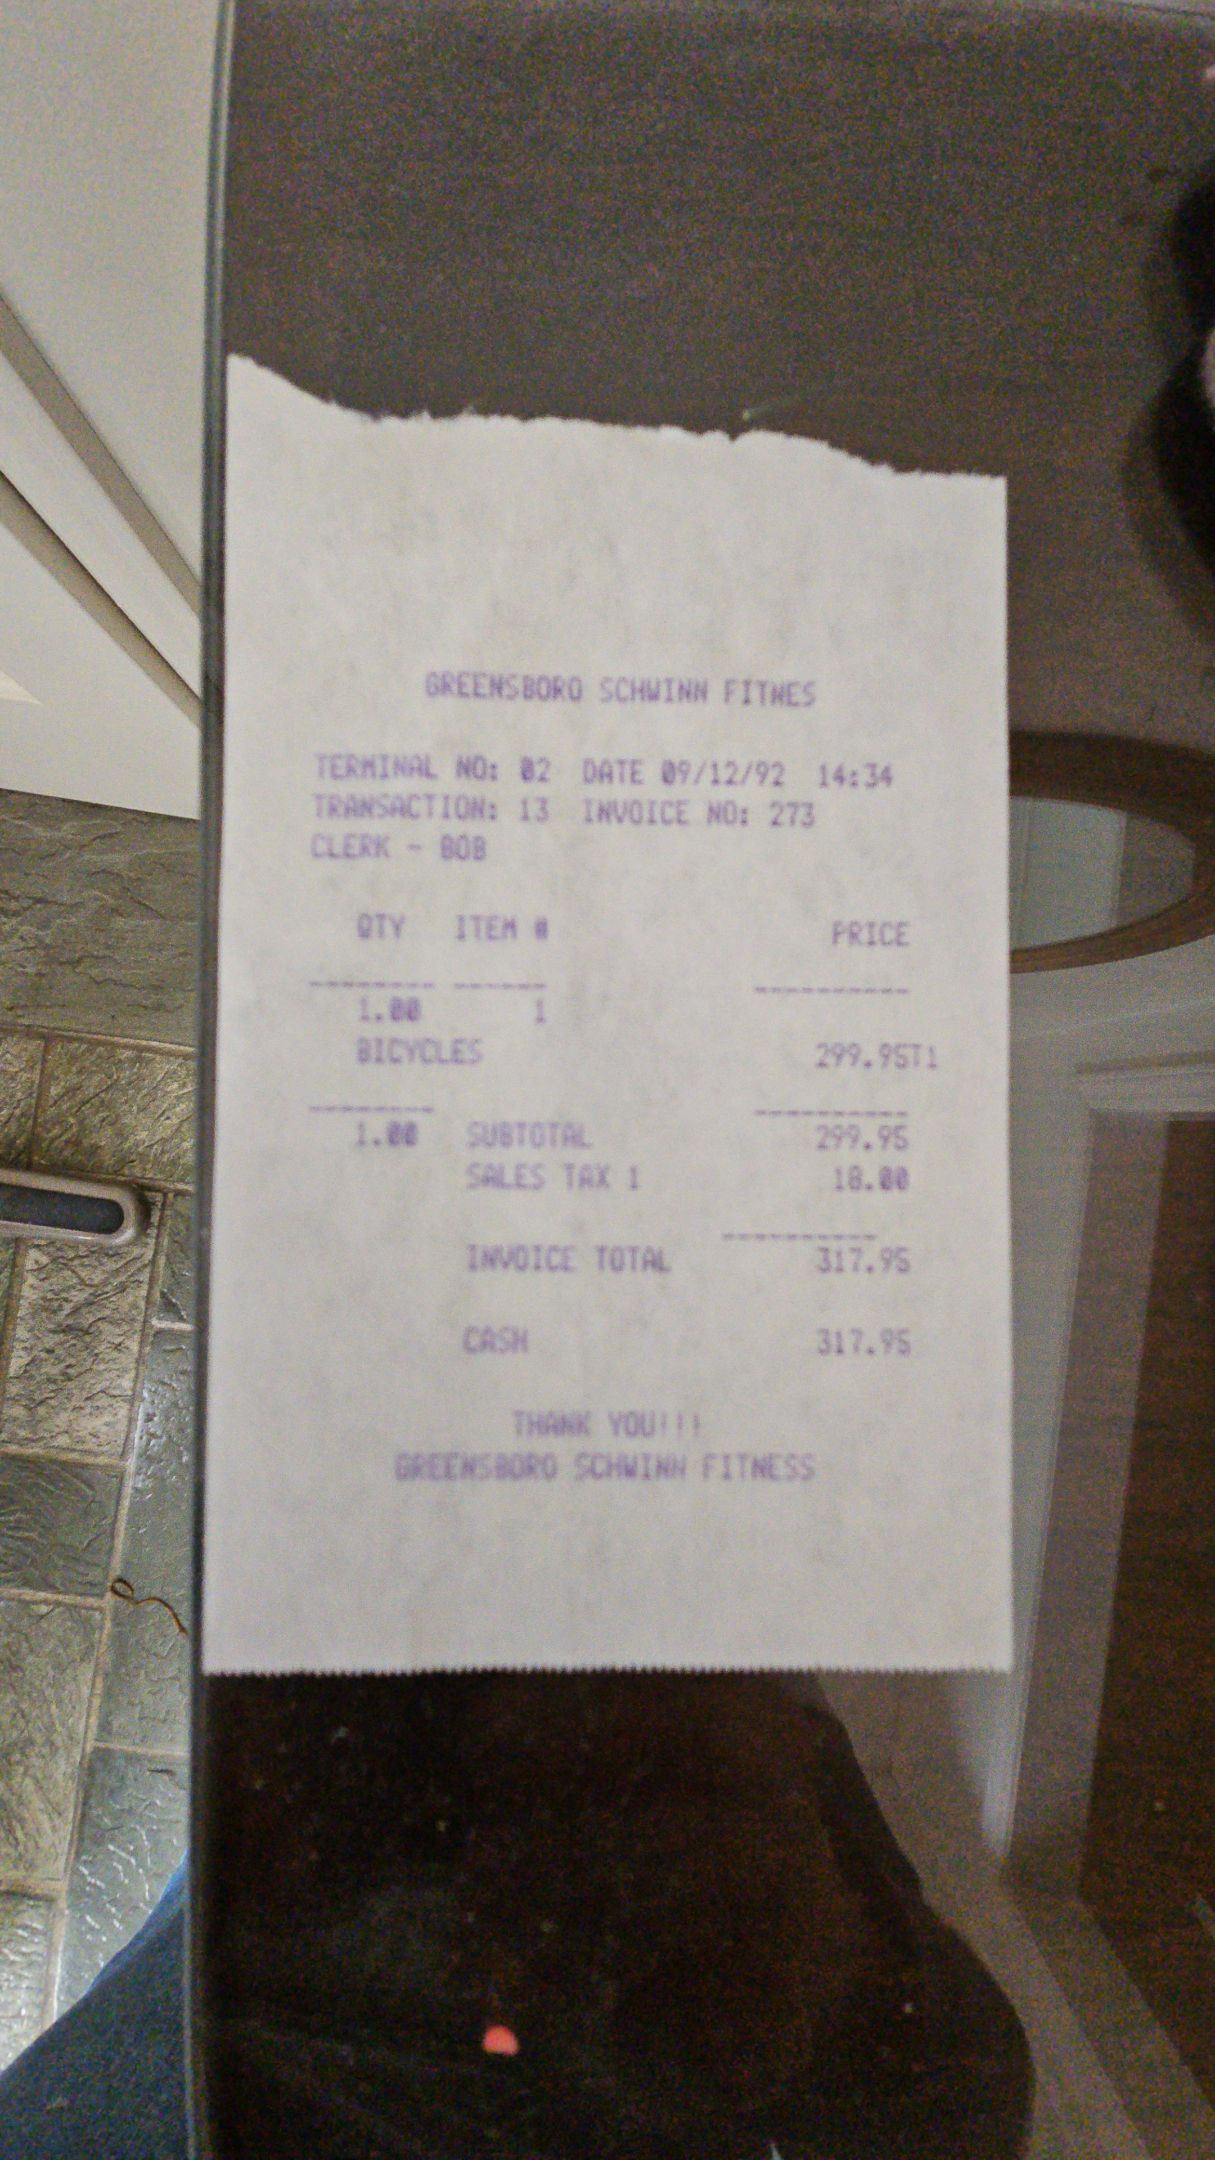 GREENSBORO SCHWINN FITNES
TERMINAL NO: 02 DATE 09/12/92 14:34
TRANSACTION: 13 INVOICE NO: 273
CLERK - BOB
QTY ITEM # PRICE
-------- ------ ----------
1.00 1
BICYCLES 299.95T1
-------- ----------
1.00 SUBTOTAL 299.95
SALES TAX 1 18.00
----------
INVOICE TOTAL 317.95
CASH 317.95
THANK YOU!!!
GREENSBORO SCHWINN FITNESS